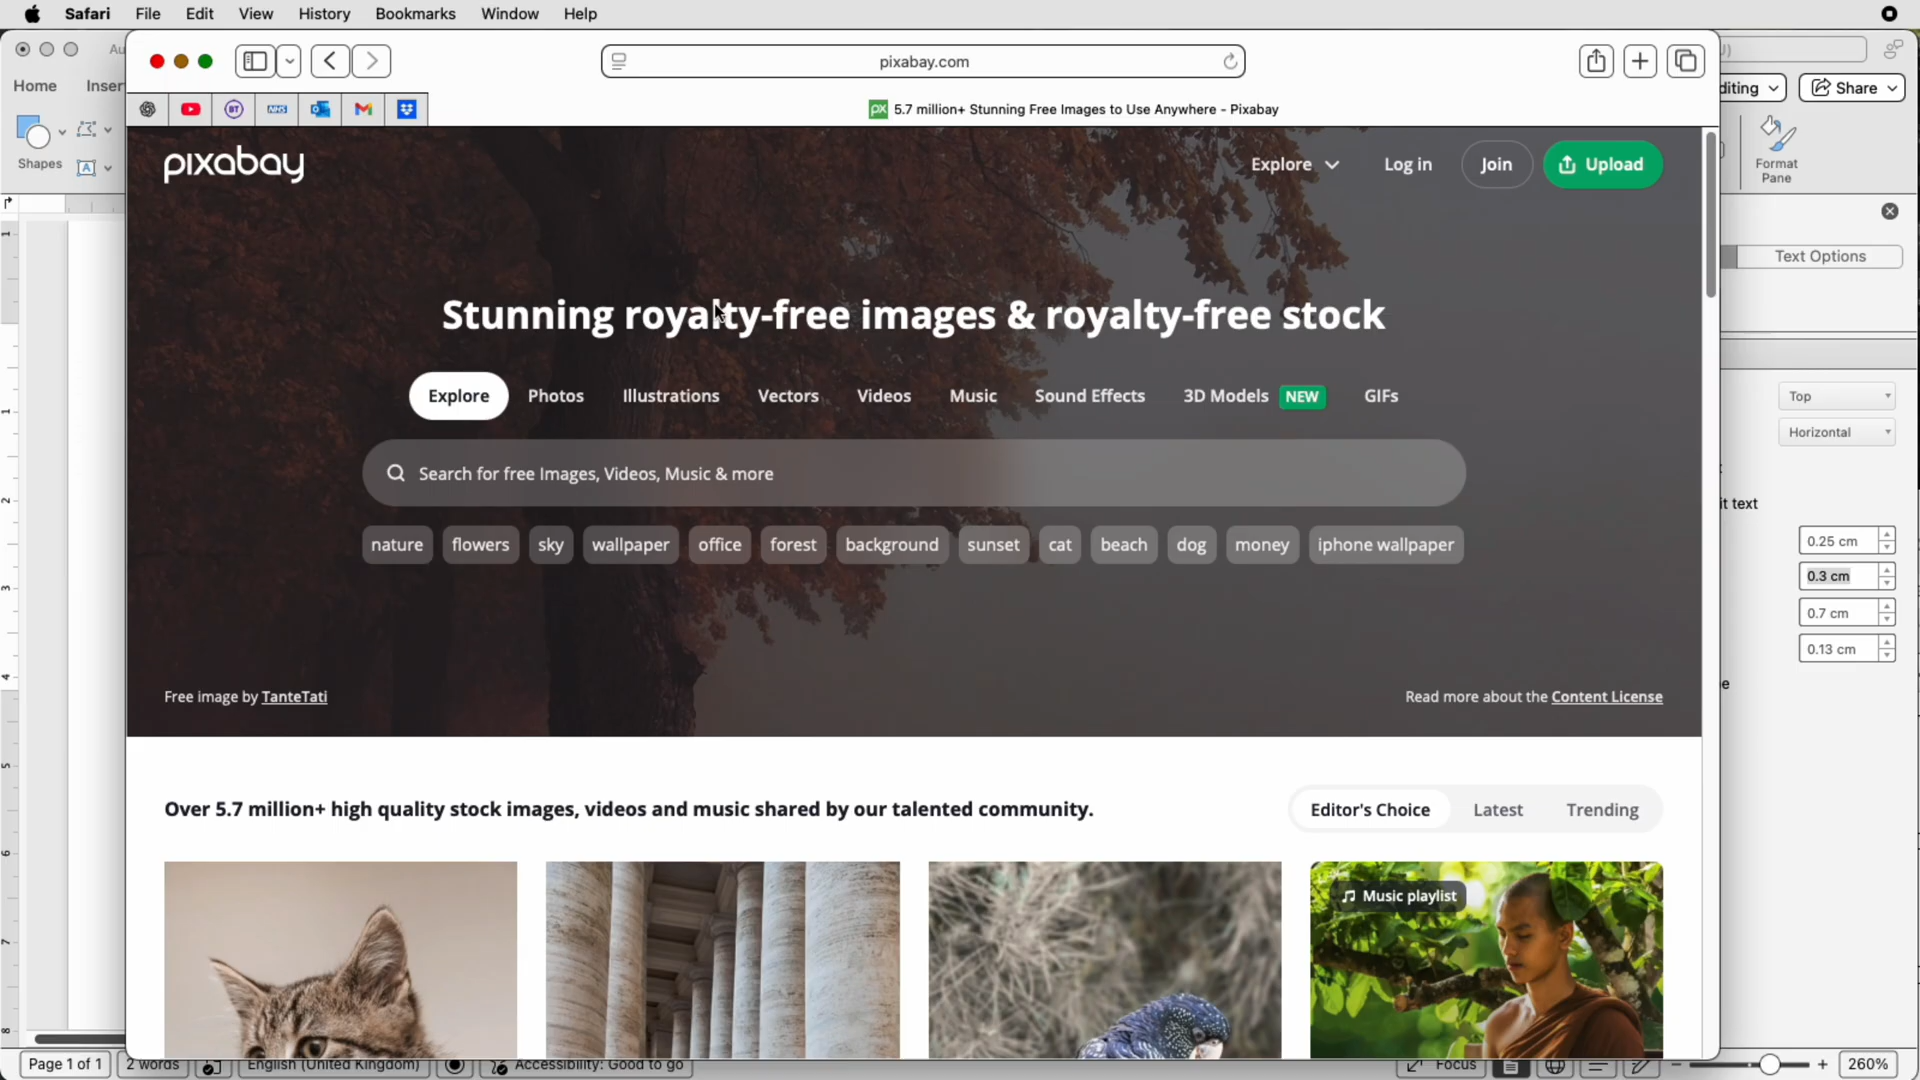 Safari File Edit View History Bookmarks Window Help
pixabay.com
Home
diting
Share
BT NHS
px 5.7 million+ Stunning Free Images to Use Anywhere - Pixabay
Shapes
Format
Pane
pixabay
Explore Log in Join Upload
Text Options
Stunning royalty-free images & royalty-free stock
Explore Photos Illustrations Vectors Videos Music Sound Effects 3D Models NEW GIFs
Top
Horizontal
Search for free Images, Videos, Music & more
it text
nature flowers sky wallpaper office forest background sunset cat beach dog money iphone wallpaper
0.25 cm
0.3 cm
0.7 cm
0.13 cm
Free image by TanteTati
Read more about the Content License
Over 5.7 million+ high quality stock images, videos and music shared by our talented community.
Editor's Choice Latest Trending
Music playlist
Page 1 of 1 2 words English (United Kingdom) Accessibility: Good to go Focus 260%